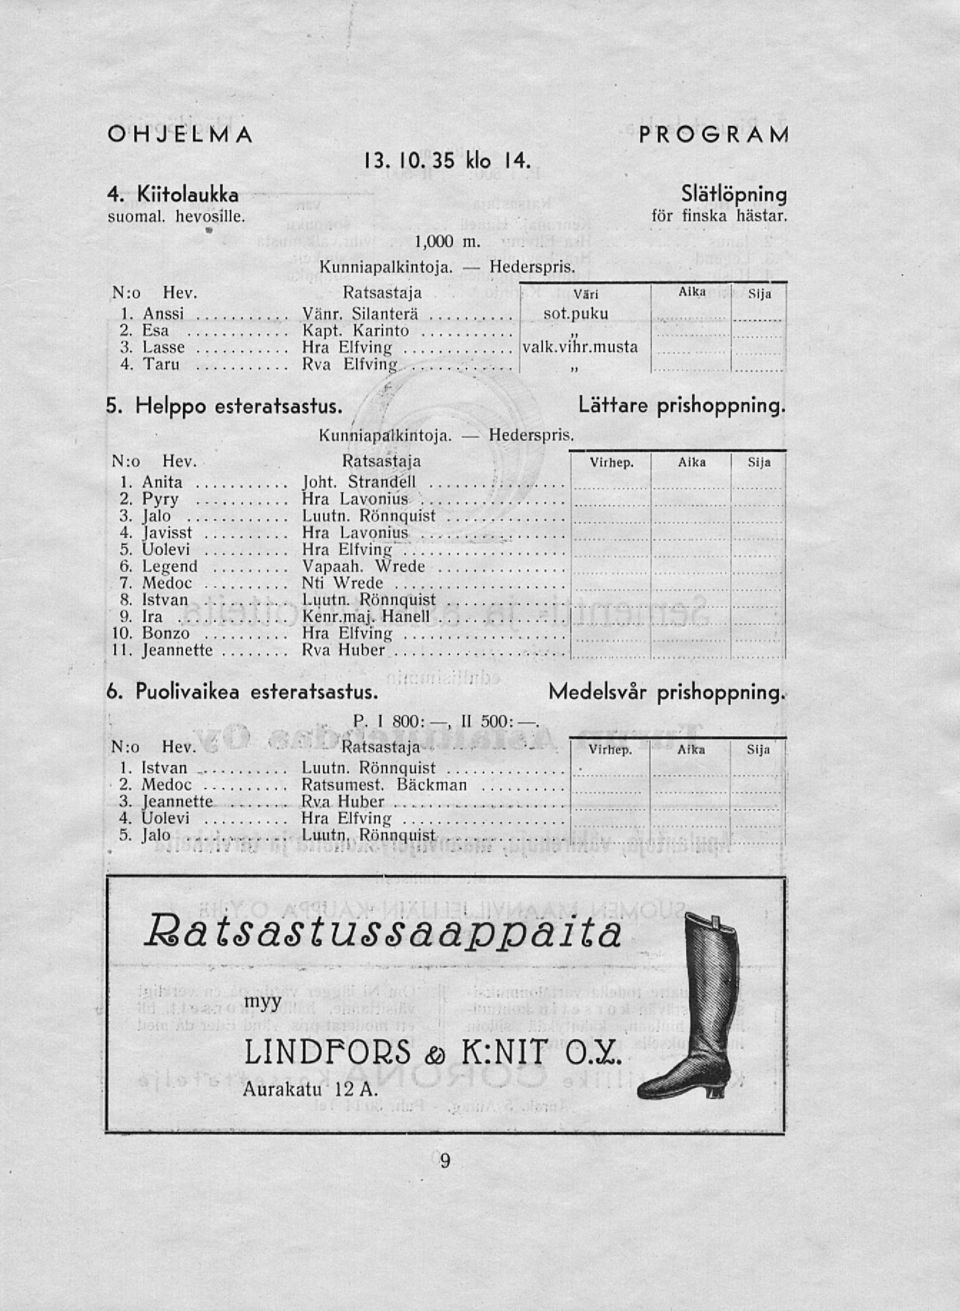 OHJELMA PROGRAM
13. 10. 35 klo 14.
4. Kiitolaukka Slätlöpning
suomal. hevosille. för finska hästar.
1,000 m.
Kunniapalkintoja. — Hederspris.
N:o Hev. Ratsastaja Väri Aika Sija
1. Anssi .......... Vänr. Silanterä ......... sot.puku
2. Esa ........... Kapt. Karinto .......... „
3. Lasse .......... Hra Elfving ............ valk.vihr.musta
4. Taru .......... Rva Elfving ........... „
5. Helppo esteratsastus. Lättare prishoppning.
Kunniapalkintoja. — Hederspris.
N:o Hev. Ratsastaja Virhep. Aika Sija
1. Anita .......... Joht. Strandell ...............
2. Pyry .......... Hra Lavonius ................
3. Jalo ........... Luutn. Rönnquist .............
4. Javisst .......... Hra Lavonius ................
5. Uolevi ......... Hra Elfving ..................
6. Legend ........ Vapaah. Wrede ..............
7. Medoc ......... Nti Wrede ...................
8. Istvan .......... Luutn. Rönnquist .............
9. Ira ............ Kenr.maj. Hanell ..............
10. Bonzo ......... Hra Elfving ..................
11. Jeannette ........ Rva Huber ...................
6. Puolivaikea esteratsastus. Medelsvår prishoppning.
P. I 800: —, II 500: —.
N:o Hev. Ratsastaja Virhep. Aika Sija
1. Istvan .......... Luutn. Rönnquist .............
2. Medoc ......... Ratsumest. Bäckman .........
3. Jeannette ....... Rva Huber ...................
4. Uolevi ......... Hra Elfving ..................
5. Jalo ........... Luutn. Rönnquist .............
Ratsastussaappaita
myy
LINDFORS & K:NIT O.Y.
Aurakatu 12 A.
9